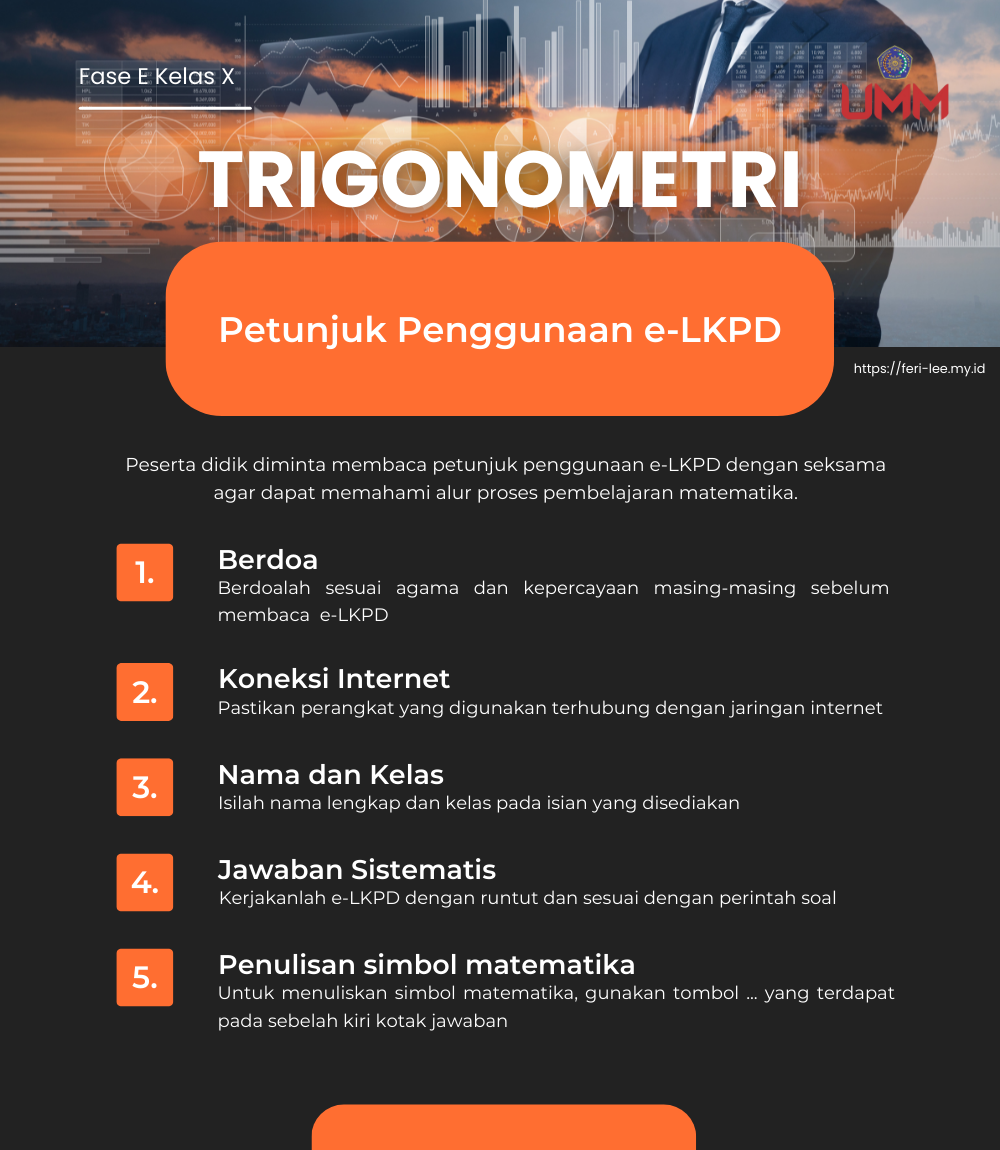 Fase E Kelas X
UMM
TRIGONOMETRI
Petunjuk Penggunaan e-LKPD
https://feri-lee.my.id
Peserta didik diminta membaca petunjuk penggunaan e-LKPD dengan seksama
agar dapat memahami alur proses pembelajaran matematika.
1.
Berdoa
Berdoalah sesuai agama dan kepercayaan masing-masing sebelum
membaca e-LKPD
2.
Koneksi Internet
Pastikan perangkat yang digunakan terhubung dengan jaringan internet
3.
Nama dan Kelas
Isilah nama lengkap dan kelas pada isian yang disediakan
4.
Jawaban Sistematis
Kerjakanlah e-LKPD dengan runtut dan sesuai dengan perintah soal
5.
Penulisan simbol matematika
Untuk menuliskan simbol matematika, gunakan tombol ... yang terdapat
pada sebelah kiri kotak jawaban